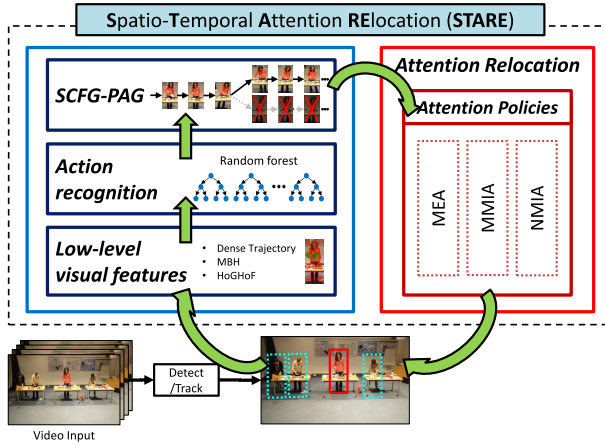 Spatio-Temporal Attention RElocation (STARE)
SCFG-PAG
...
...
Action
recognition
Random forest
...
Low-level
visual features
• Dense Trajectory
• MBH
• HoGHoF
Attention Relocation
Attention Policies
MEA
MMIA
NMIA
Detect
/Track
Video Input